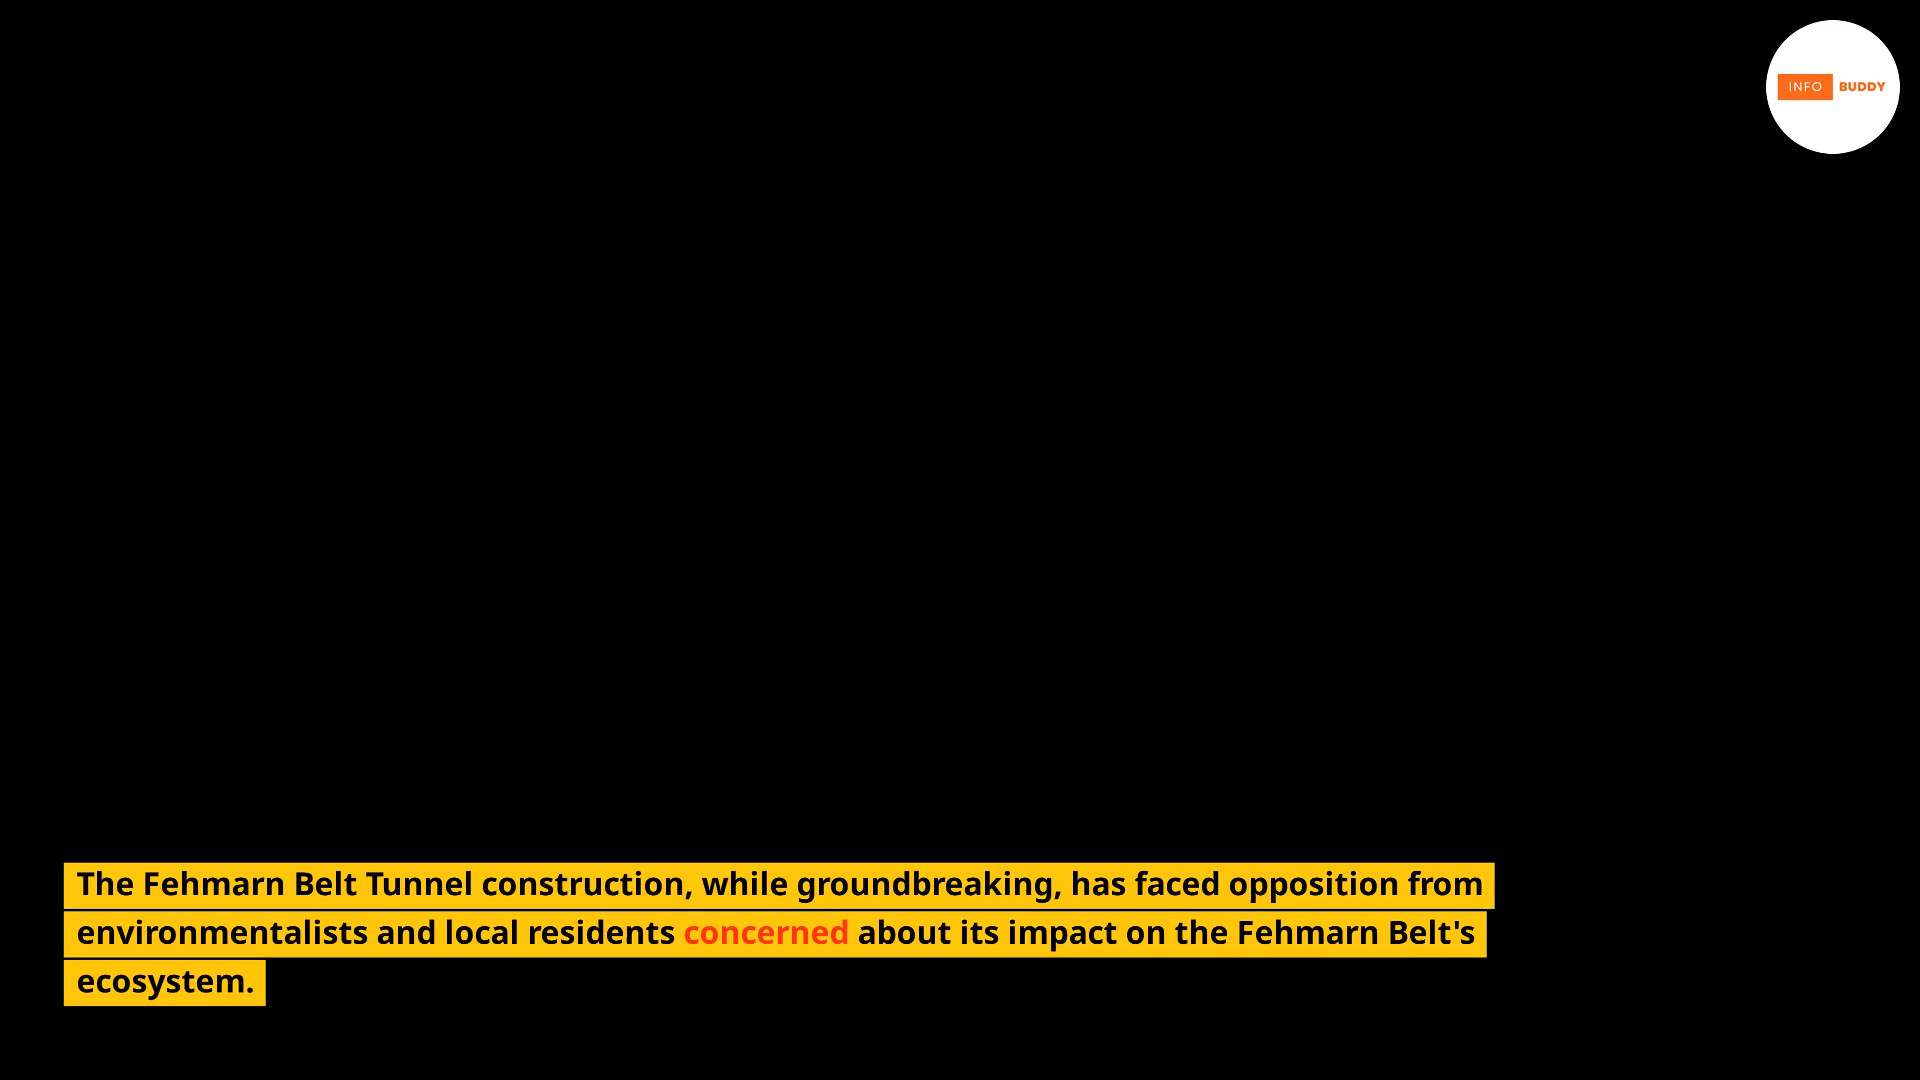 INFO BUDDY
The Fehmarn Belt Tunnel construction, while groundbreaking, has faced opposition from
environmentalists and local residents concerned about its impact on the Fehmarn Belt's
ecosystem.